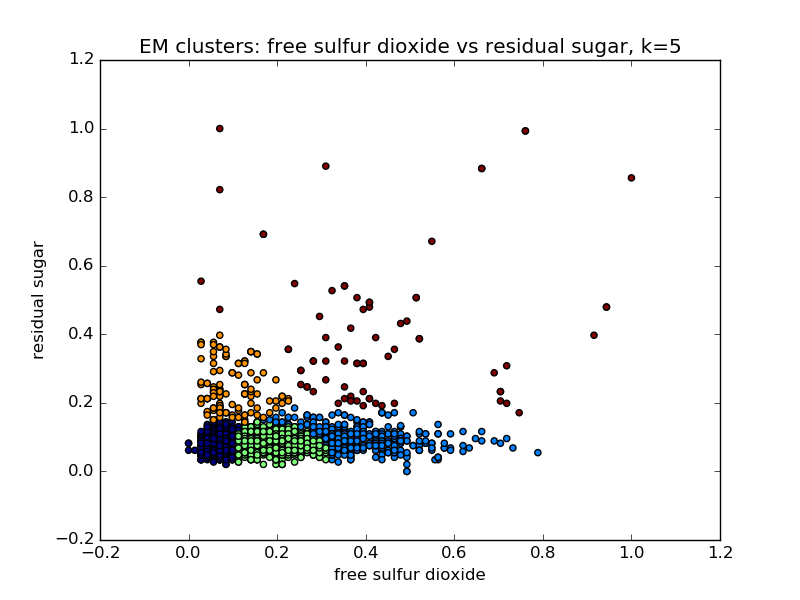 EM clusters: free sulfur dioxide vs residual sugar, k=5
1.2
1.0
0.8
0.6
0.4
0.2
0.0
−0.2
residual sugar
−0.2 0.0 0.2 0.4 0.6 0.8 1.0 1.2
free sulfur dioxide